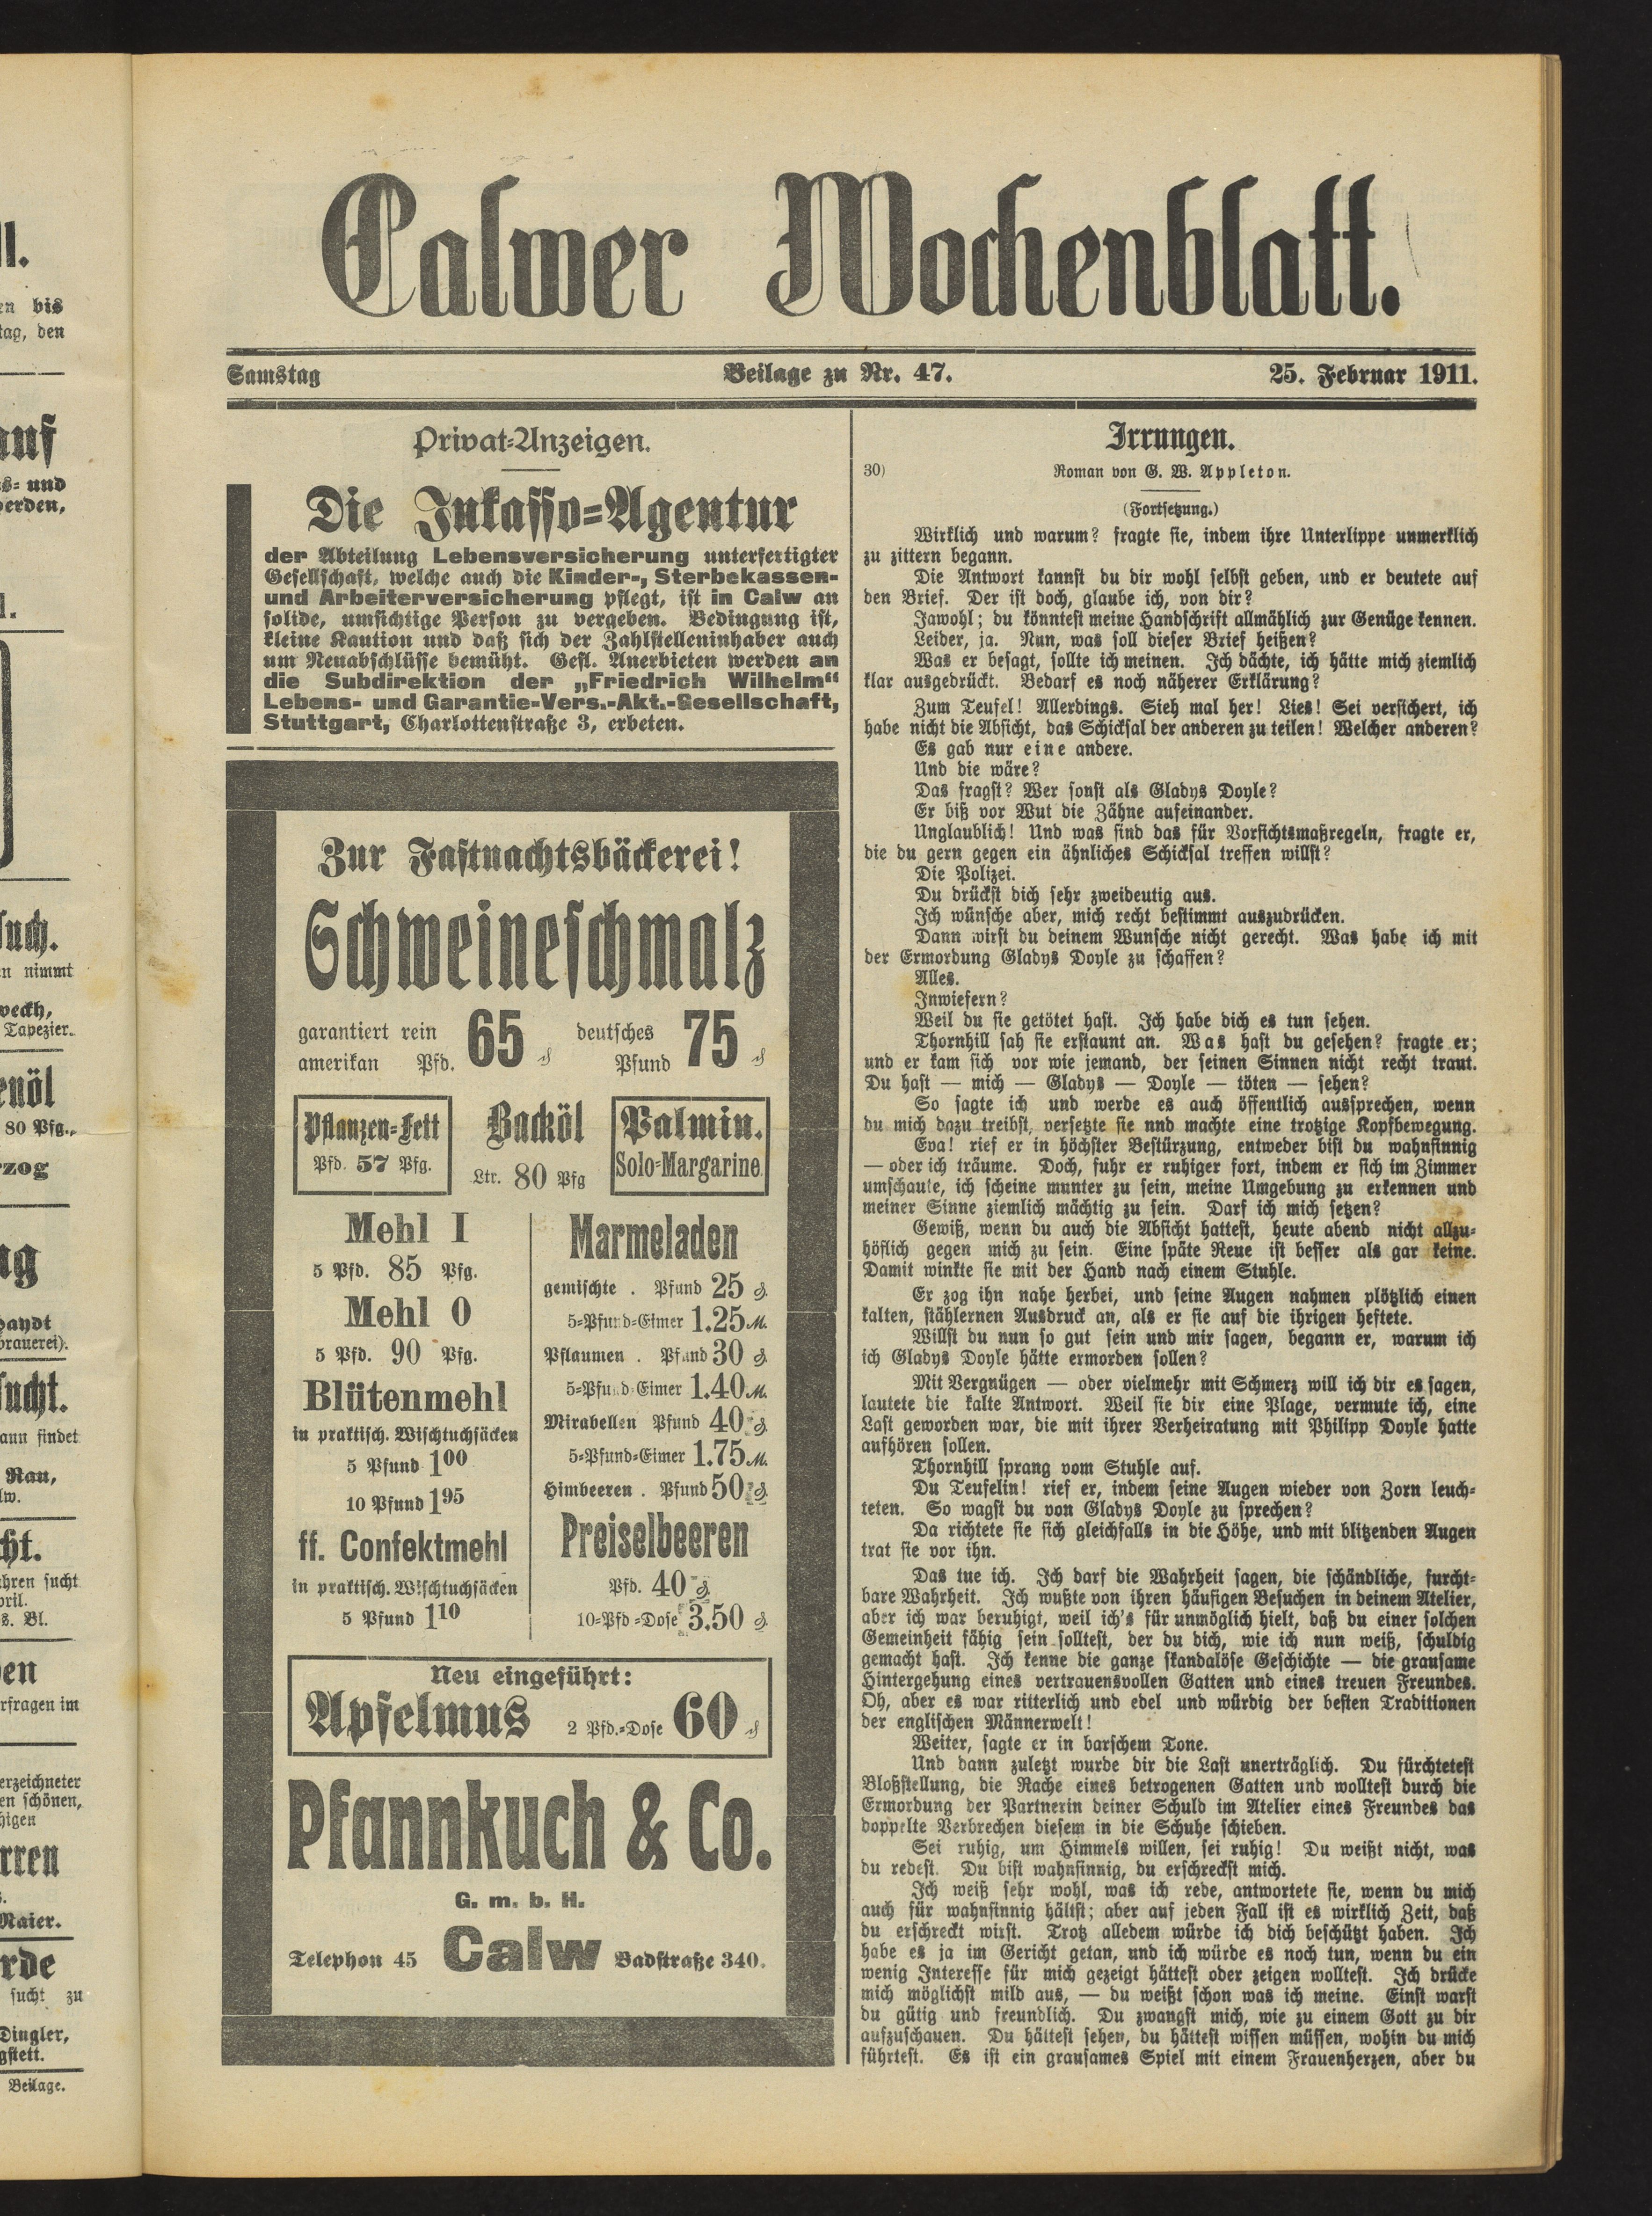 Calwer Wochenblatt.
Samstag Beilage zu Nr. 47. 25. Februar 1911.
Privat-Anzeigen.
Die Inkasso-Agentur
der Abteilung Lebensversicherung unterfertigter
Gesellschaft, welche auch die Kinder-, Sterbekassen-
und Arbeiterversicherung pflegt, ist in Calw an
solide, umsichtige Person zu vergeben. Bedingung ist,
kleine Kaution und daß sich der Zahlstelleninhaber auch
um Neuabschlüsse bemüht. Gefl. Anerbieten werden an
die Subdirektion der „Friedrich Wilhelm“
Lebens- und Garantie-Vers.-Akt.-Gesellschaft,
Stuttgart, Charlottenstraße 3, erbeten.
Zur Fastnachtsbäckerei!
Schweineschmalz
garantiert rein amerikan Pfd. 65 ₰ deutsches Pfund 75 ₰
Pflanzen-Fett
Pfd. 57 Pfg.
Backöl
Ltr. 80 Pfg
Palmin.
Solo-Margarine.
Mehl I
5 Pfd. 85 Pfg.
Mehl 0
5 Pfd. 90 Pfg.
Blütenmehl
in praktisch. Wischtuchsäcken
5 Pfund 1 00
10 Pfund 1 95
ff. Confektmehl
in praktisch. Wischtuchsäcken
5 Pfund 1 10
Marmeladen
gemischte . Pfund 25 ₰
5-Pfund-Eimer 1.25 M.
Pflaumen . Pfund 30 ₰
5-Pfund-Eimer 1.40 M.
Mirabellen Pfund 40 ₰
5-Pfund-Eimer 1.75 M.
Himbeeren . Pfund 50 ₰
Preiselbeeren
Pfd. 40 ₰
10-Pfd-Dose 3.50 ₰
Neu eingeführt:
Apfelmus 2 Pfd.-Dose 60 ₰
Pfannkuch & Co.
G. m. b. H.
Telephon 45 Calw Badstraße 340.
Irrungen.
30) Roman von G. W. Appleton.
(Fortsetzung.)
Wirklich und warum? fragte sie, indem ihre Unterlippe unmerklich
zu zittern begann.
Die Antwort kannst du dir wohl selbst geben, und er deutete auf
den Brief. Der ist doch, glaube ich, von dir?
Jawohl; du könntest meine Handschrift allmählich zur Genüge kennen.
Leider, ja. Nun, was soll dieser Brief heißen?
Was er besagt, sollte ich meinen. Ich dächte, ich hätte mich ziemlich
klar ausgedrückt. Bedarf es noch näherer Erklärung?
Zum Teufel! Allerdings. Sieh mal her! Lies! Sei versichert, ich
habe nicht die Absicht, das Schicksal der anderen zu teilen! Welcher anderen?
Es gab nur eine andere.
Und die wäre?
Das fragst? Wer sonst als Gladys Doyle?
Er biß vor Wut die Zähne aufeinander.
Unglaublich! Und was sind das für Vorsichtsmaßregeln, fragte er,
die du gern gegen ein ähnliches Schicksal treffen willst?
Die Polizei.
Du drückst dich sehr zweideutig aus.
Ich wünsche aber, mich recht bestimmt auszudrücken.
Dann wirst du deinem Wunsche nicht gerecht. Was habe ich mit
der Ermordung Gladys Doyle zu schaffen?
Alles.
Inwiefern?
Weil du sie getötet hast. Ich habe dich es tun sehen.
Thornhill sah sie erstaunt an. Was hast du gesehen? fragte er;
und er kam sich vor wie jemand, der seinen Sinnen nicht recht traut.
Du hast — mich — Gladys — Doyle — töten — sehen?
So sagte ich und werde es auch öffentlich aussprechen, wenn
du mich dazu treibst, versetzte sie nnd machte eine trotzige Kopfbewegung.
Eva! rief er in höchster Bestürzung, entweder bist du wahnsinnig
— oder ich träume. Doch, fuhr er ruhiger fort, indem er sich im Zimmer
umschaute, ich scheine munter zu sein, meine Umgebung zu erkennen und
meiner Sinne ziemlich mächtig zu sein. Darf ich mich setzen?
Gewiß, wenn du auch die Absicht hattest, heute abend nicht allzu-
höflich gegen mich zu sein. Eine späte Reue ist besser als gar keine.
Damit winkte sie mit der Hand nach einem Stuhle.
Er zog ihn nahe herbei, und seine Augen nahmen plötzlich einen
kalten, stählernen Ausdruck an, als er sie auf die ihrigen heftete.
Willst du nun so gut sein und mir sagen, begann er, warum ich
ich Gladys Doyle hätte ermorden sollen?
Mit Vergnügen — oder vielmehr mit Schmerz will ich dir es sagen,
lautete die kalte Antwort. Weil sie dir eine Plage, vermute ich, eine
Last geworden war, die mit ihrer Verheiratung mit Philipp Doyle hatte
aufhören sollen.
Thornhill sprang vom Stuhle auf.
Du Teufelin! rief er, indem seine Augen wieder von Zorn leuch-
teten. So wagst du von Gladys Doyle zu sprechen?
Da richtete sie sich gleichfalls in die Höhe, und mit blitzenden Augen
trat sie vor ihn.
Das tue ich. Ich darf die Wahrheit sagen, die schändliche, furcht-
bare Wahrheit. Ich wußte von ihren häufigen Besuchen in deinem Atelier,
aber ich war beruhigt, weil ich's für unmöglich hielt, daß du einer solchen
Gemeinheit fähig sein solltest, der du dich, wie ich nun weiß, schuldig
gemacht hast. Ich kenne die ganze skandalöse Geschichte — die grausame
Hintergehung eines vertrauensvollen Gatten und eines treuen Freundes.
Oh, aber es war ritterlich und edel und würdig der besten Traditionen
der englischen Männerwelt!
Weiter, sagte er in barschem Tone.
Und dann zuletzt wurde dir die Last unerträglich. Du fürchtetest
Bloßstellung, die Rache eines betrogenen Gatten und wolltest durch die
Ermordung der Partnerin deiner Schuld im Atelier eines Freundes das
doppelte Verbrechen diesem in die Schuhe schieben.
Sei ruhig, um Himmels willen, sei ruhig! Du weißt nicht, was
du redest. Du bist wahnsinnig, du erschreckst mich.
Ich weiß sehr wohl, was ich rede, antwortete sie, wenn du mich
auch für wahnsinnig hältst; aber auf jeden Fall ist es wirklich Zeit, daß
du erschreckt wirst. Trotz alledem würde ich dich beschützt haben. Ich
habe es ja im Gericht getan, und ich würde es noch tun, wenn du ein
wenig Interesse für mich gezeigt hättest oder zeigen wolltest. Ich drücke
mich möglichst mild aus, — du weißt schon was ich meine. Einst warst
du gütig und freundlich. Du zwangst mich, wie zu einem Gott zu dir
aufzuschauen. Du hättest sehen, du hättest wissen müssen, wohin du mich
führtest. Es ist ein grausames Spiel mit einem Frauenherzen, aber du